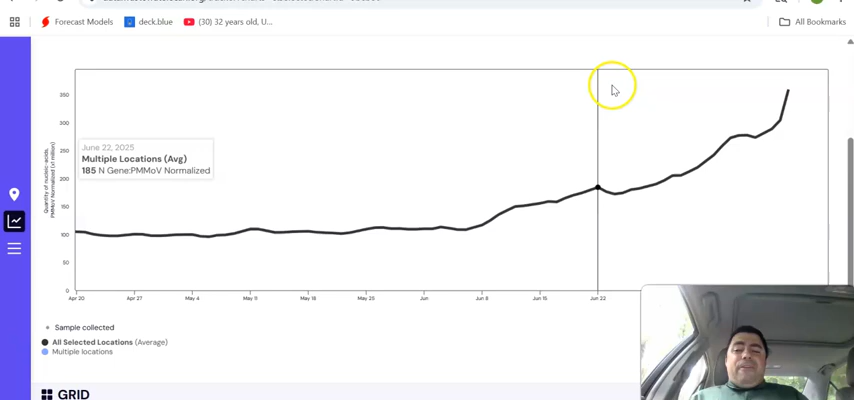 Forecast Models
deck.blue
(30) 32 years old, U...
All Bookmarks
350
300
250
200
150
100
50
0
Quantity of nucleic-acids,
PMMoV Normalized (x1 million)
June 22, 2025
Multiple Locations (Avg)
185 N Gene:PMMoV Normalized
Apr 20
Apr 27
May 4
May 11
May 18
May 25
Jun
Jun 8
Jun 15
Jun 22
Sample collected
All Selected Locations (Average)
Multiple locations
GRID